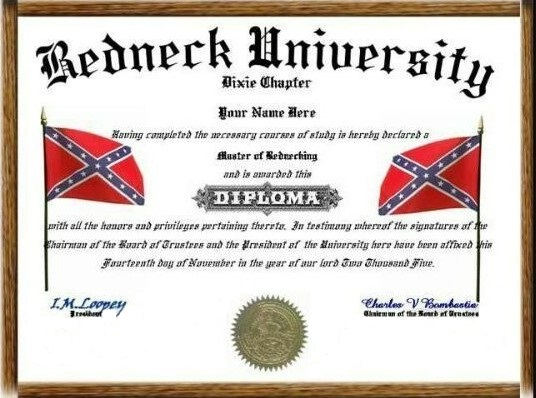 Redneck University
Dixie Chapter
Your Name Here
Having completed the necessary courses of study is hereby declared a
Master of Rednecking
and is awarded this
DIPLOMA
with all the honors and privileges pertaining thereto. In testimony whereof the signatures of the
Chairman of the Board of Trustees and the President of the University here have been affixed this
Fourteenth day of November in the year of our lord Two Thousand Five.
I.M.Loopey
President
Charles V Bombastia
Chairman of the Board of Trustees